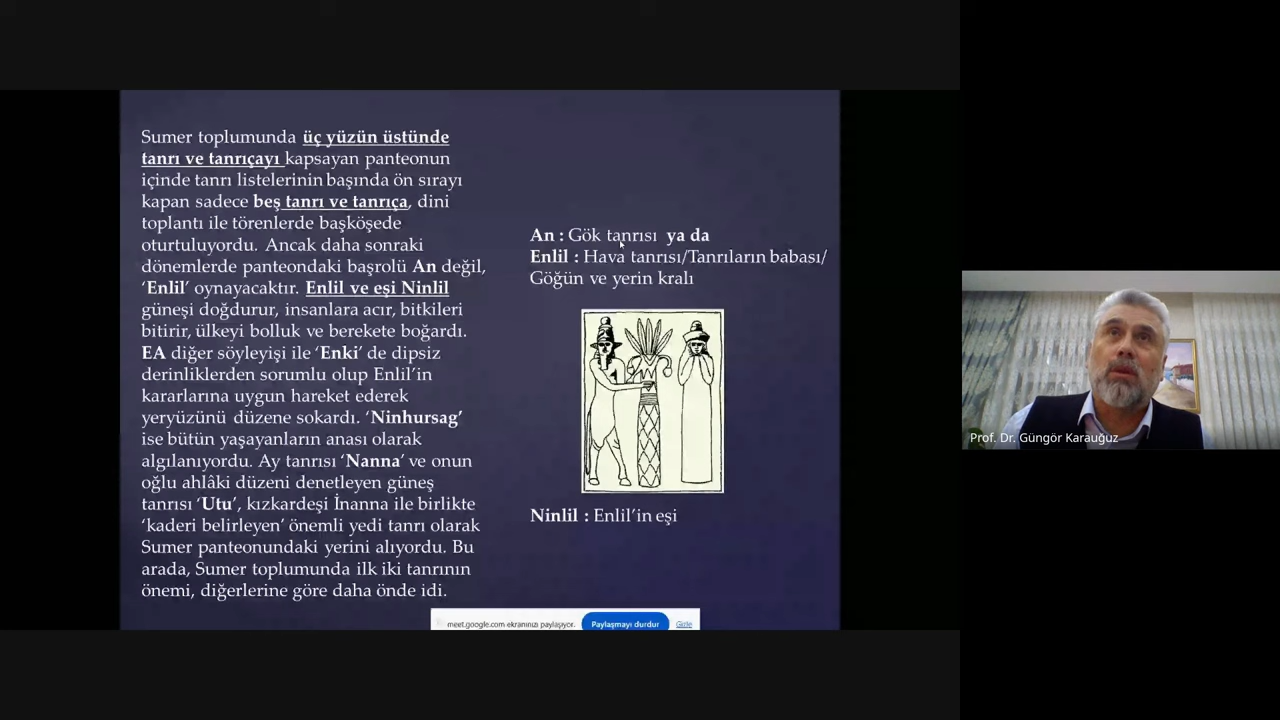 Sumer toplumunda üç yüzün üstünde
tanrı ve tanrıçayı kapsayan panteonun
içinde tanrı listelerinin başında ön sırayı
kapan sadece beş tanrı ve tanrıça, dini
toplantı ile törenlerde başköşede
oturtuluyordu. Ancak daha sonraki
dönemlerde panteondaki başrolü An değil,
‘Enlil’ oynayacaktır. Enlil ve eşi Ninlil
güneşi doğdurur, insanlara acır, bitkileri
bitirir, ülkeyi bolluk ve berekete boğardı.
EA diğer söyleyişi ile ‘Enki’ de dipsiz
derinliklerden sorumlu olup Enlil’in
kararlarına uygun hareket ederek
yeryüzünü düzene sokardı. ‘Ninhursag’
ise bütün yaşayanların anası olarak
algılanıyordu. Ay tanrısı ‘Nanna’ ve onun
oğlu ahlâki düzeni denetleyen güneş
tanrısı ‘Utu’, kızkardeşi İnanna ile birlikte
‘kaderi belirleyen’ önemli yedi tanrı olarak
Sumer panteonundaki yerini alıyordu. Bu
arada, Sumer toplumunda ilk iki tanrının
önemi, diğerlerine göre daha önde idi.
An : Gök tanrısı ya da
Enlil : Hava tanrısı/Tanrıların babası/
Göğün ve yerin kralı
Ninlil : Enlil’in eşi
meet.google.com ekranınızı paylaşıyor. Paylaşmayı durdur Gizle
Prof. Dr. Güngör Karauğuz